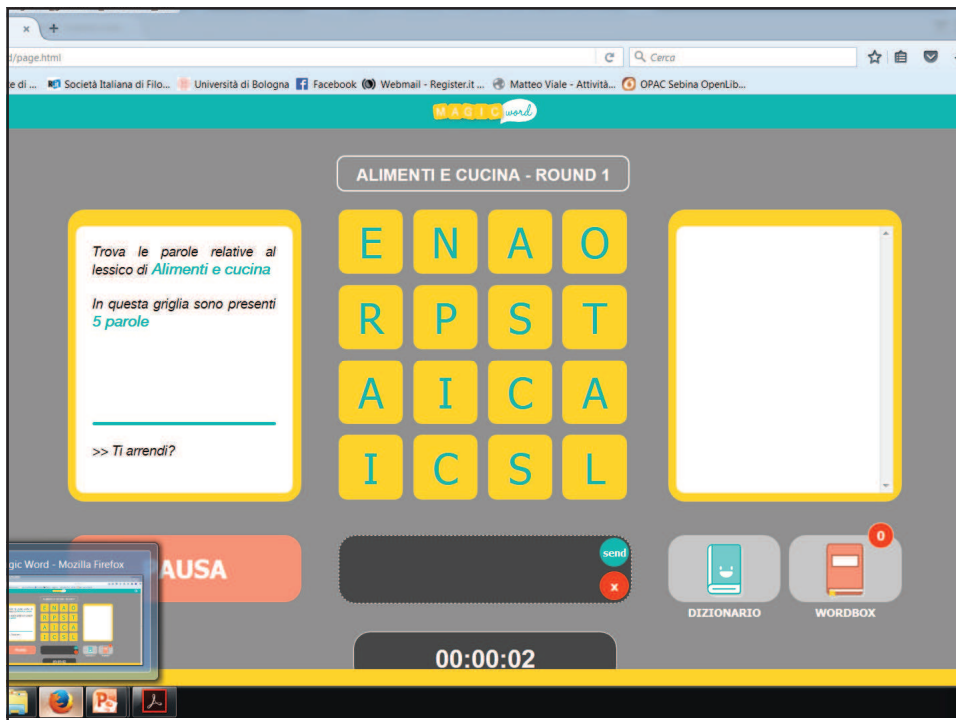 × +
d/page.html
Cerca
te di ... Società Italiana di Filo... Università di Bologna Facebook Webmail - Register.it ... Matteo Viale - Attività... OPAC Sebina OpenLib...
MAGIC word
ALIMENTI E CUCINA - ROUND 1
Trova le parole relative al
lessico di Alimenti e cucina
In questa griglia sono presenti
5 parole
>> Ti arrendi?
E N A O
R P S T
A I C A
I C S L
AUSA
send
x
0
DIZIONARIO
WORDBOX
gic Word - Mozilla Firefox
00:00:02